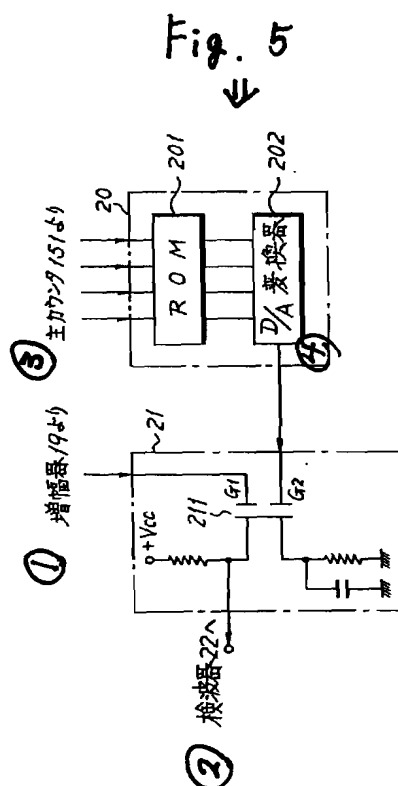 Fig. 5
⇓
③ 主カウンタ151より
20
201
ROM
202
D/A 変換器
④
① 増幅器19より
21
+Vcc
211
G1
G2
② 検波器22へ